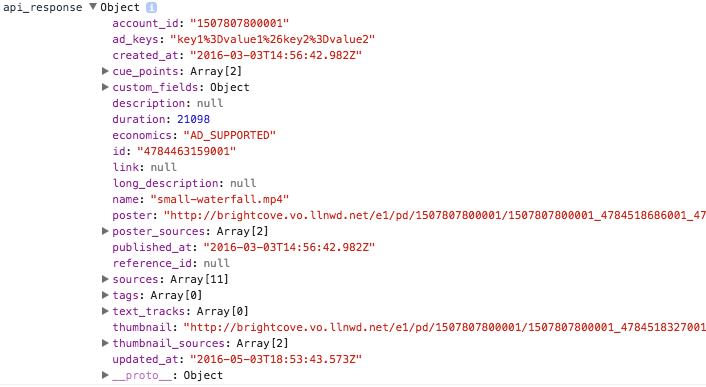 api_response ▼Object i
account_id: "1507807800001"
ad_keys: "key1%3Dvalue1%26key2%3Dvalue2"
created_at: "2016-03-03T14:56:42.982Z"
▶cue_points: Array[2]
▶custom_fields: Object
description: null
duration: 21098
economics: "AD_SUPPORTED"
id: "4784463159001"
link: null
long_description: null
name: "small-waterfall.mp4"
poster: "http://brightcove.vo.llnwd.net/e1/pd/1507807800001/1507807800001_4784518686001_47
▶poster_sources: Array[2]
published_at: "2016-03-03T14:56:42.982Z"
reference_id: null
▶sources: Array[11]
▶tags: Array[0]
▶text_tracks: Array[0]
thumbnail: "http://brightcove.vo.llnwd.net/e1/pd/1507807800001/1507807800001_4784518327001
▶thumbnail_sources: Array[2]
updated_at: "2016-05-03T18:53:43.573Z"
▶__proto__: Object